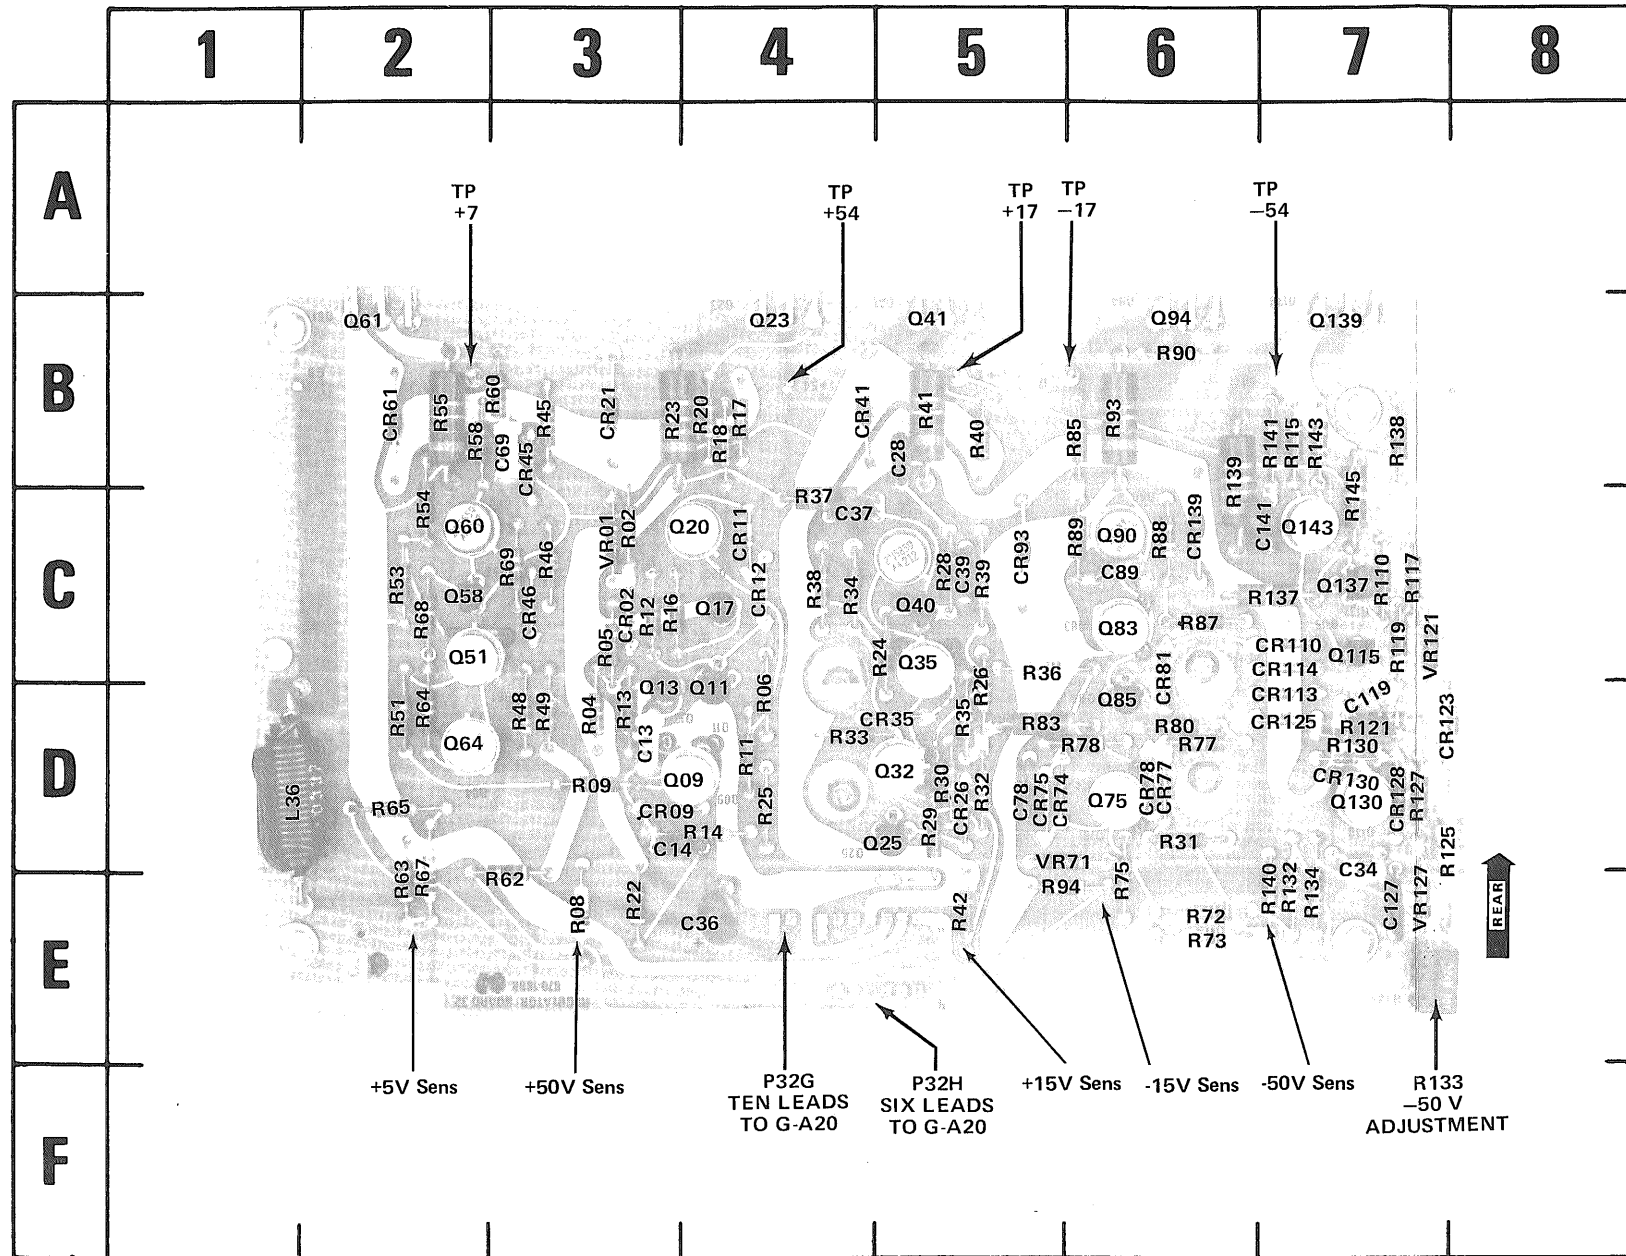 1 2 3 4 5 6 7 8
A
TP
+7
TP
+54
TP
+17
TP
−17
TP
−54
B
Q61
Q23
Q41
Q94
Q139
R90
CR61
R55
R58
R60
C69
CR45
R45
CR21
R23
R20
R18
R17
CR41
C28
R41
R40
R85
R93
R139
R141
R115
R143
R145
R138
C
R54
Q60
R53
Q58
R68
Q51
R69
CR46
R46
VR01
R02
CR02
R12
R16
R05
Q20
CR11
Q17
CR12
R37
C37
R38
R34
R28
C39
R39
Q40
R24
Q35
CR93
R36
R89
Q90
R88
CR139
C89
Q83
R87
CR81
C141
Q143
R137
Q137
R110
R117
CR110
Q115
R119
VR121
CR114
D
R51
R64
Q64
R48
R49
R04
R13
Q13
Q11
R06
C13
R09
Q09
R11
CR09
R14
C14
R25
R65
L36
CR35
R33
R35
R26
Q32
R30
R29
CR26
R32
Q25
R83
R78
C78
CR75
CR74
Q85
R80
R77
Q75
CR78
CR77
R31
CR113
CR125
C119
R121
R130
CR130
Q130
CR128
R127
CR123
R125
E
R63
R67
R62
R08
R22
C36
R42
VR71
R94
R75
R72
R73
R140
R132
R134
C34
C127
VR127
REAR
F
+5V Sens
+50V Sens
P32G
TEN LEADS
TO G-A20
P32H
SIX LEADS
TO G-A20
+15V Sens
-15V Sens
-50V Sens
R133
−50 V
ADJUSTMENT